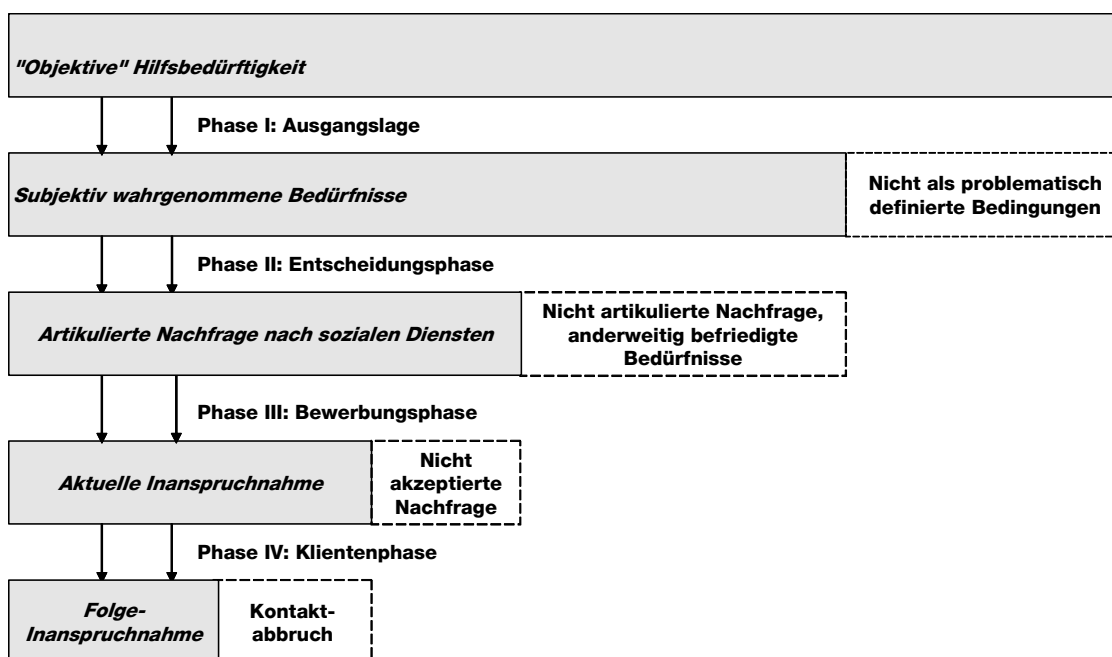 "Objektive" Hilfsbedürftigkeit
Phase I: Ausgangslage
Subjektiv wahrgenommene Bedürfnisse
Nicht als problematisch
definierte Bedingungen
Phase II: Entscheidungsphase
Artikulierte Nachfrage nach sozialen Diensten
Nicht artikulierte Nachfrage,
anderweitig befriedigte
Bedürfnisse
Phase III: Bewerbungsphase
Aktuelle Inanspruchnahme
Nicht
akzeptierte
Nachfrage
Phase IV: Klientenphase
Folge-
Inanspruchnahme
Kontakt-
abbruch